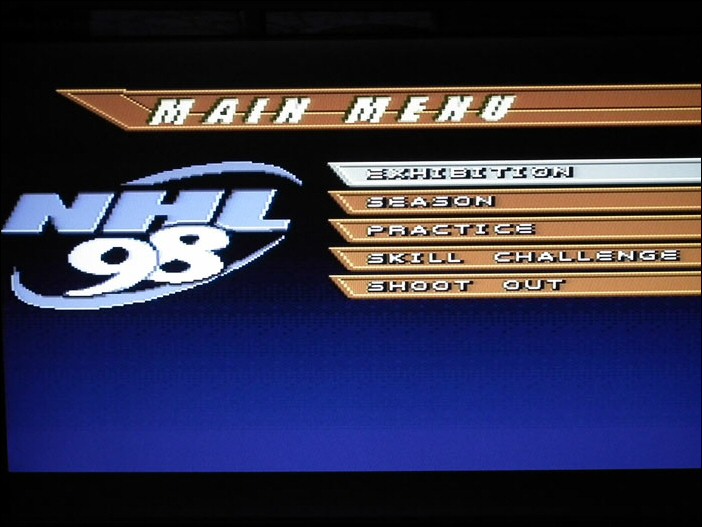 MAIN MENU
NHL
98
EXHIBITION
SEASON
PRACTICE
SKILL CHALLENGE
SHOOT OUT